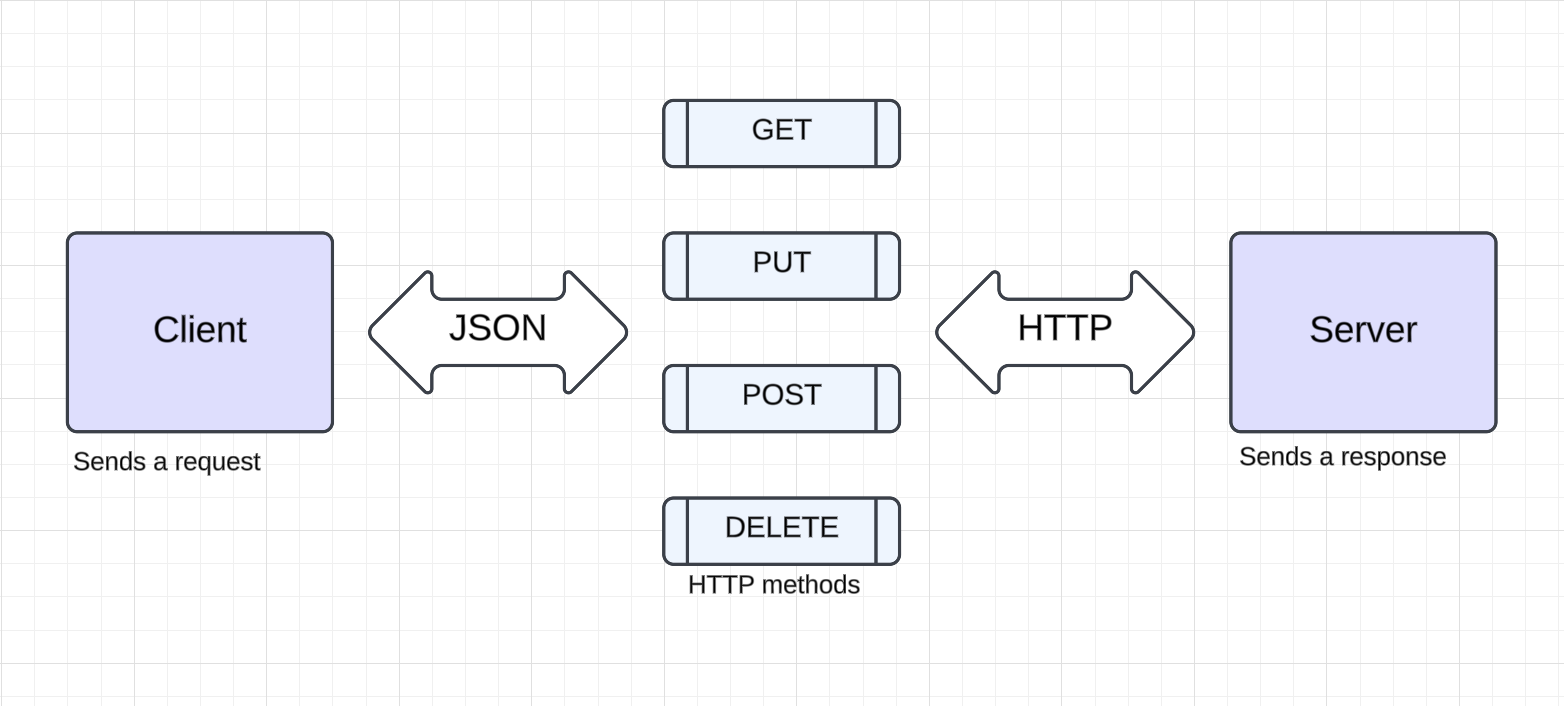 GET
PUT
Client
JSON
HTTP
Server
POST
Sends a request
Sends a response
DELETE
HTTP methods